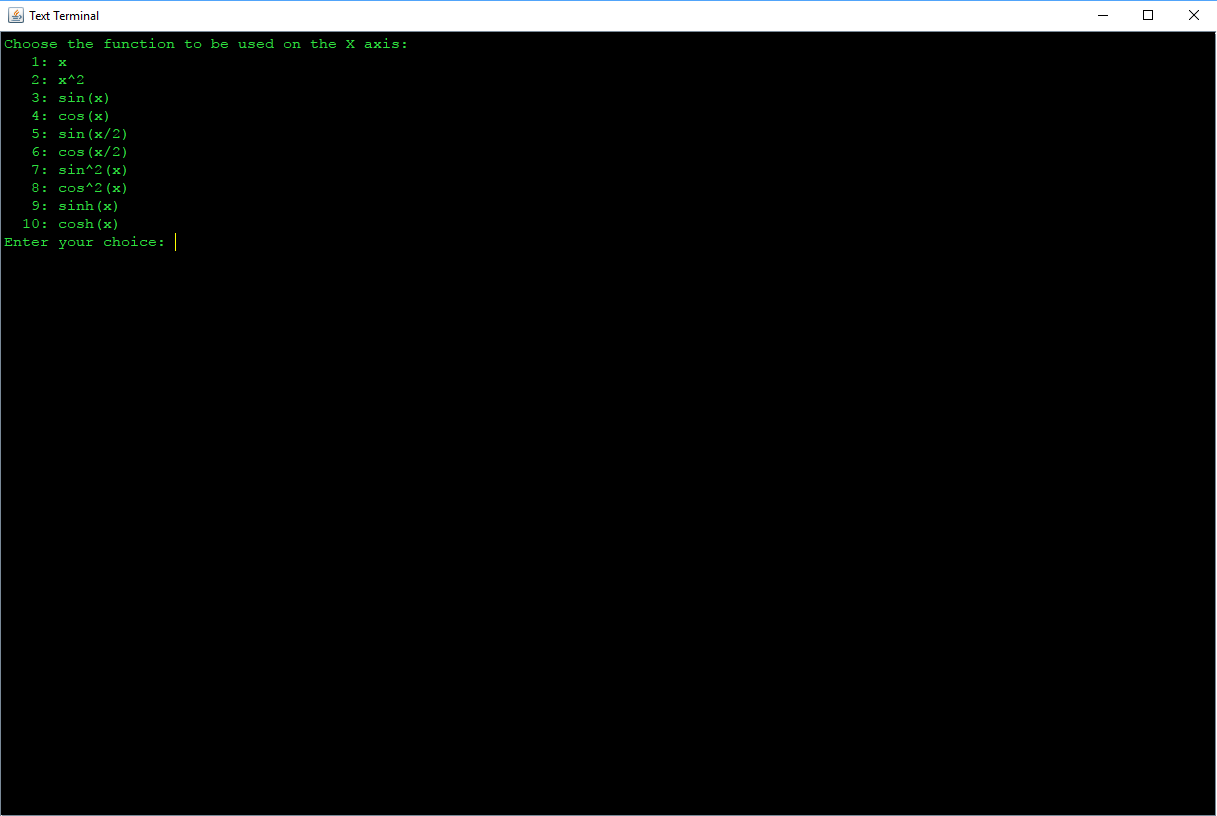 Text Terminal
Choose the function to be used on the X axis:
   1: x
   2: x^2
   3: sin(x)
   4: cos(x)
   5: sin(x/2)
   6: cos(x/2)
   7: sin^2(x)
   8: cos^2(x)
   9: sinh(x)
  10: cosh(x)
Enter your choice: